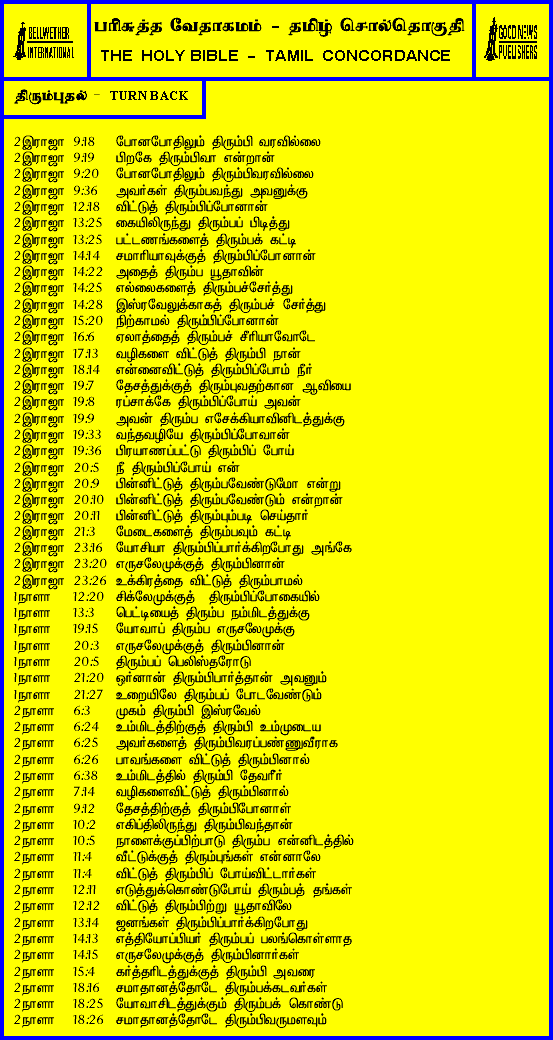 BELLWETHER
INTERNATIONAL
பரிசுத்த வேதாகமம் - தமிழ் சொல்தொகுதி
THE HOLY BIBLE - TAMIL CONCORDANCE
GOOD NEWS
PUBLISHERS
திரும்புதல் - TURN BACK
2இராஜா 9:18 போனபோதிலும் திரும்பி வரவில்லை
2இராஜா 9:19 பிறகே திரும்பிவா என்றான்
2இராஜா 9:20 போனபோதிலும் திரும்பிவரவில்லை
2இராஜா 9:36 அவர்கள் திரும்பவந்து அவனுக்கு
2இராஜா 12:18 விட்டுத் திரும்பிப்போனான்
2இராஜா 13:25 கையிலிருந்து திரும்பப் பிடித்து
2இராஜா 13:25 பட்டணங்களைத் திரும்பக் கட்டி
2இராஜா 14:14 சமாரியாவுக்குத் திரும்பிப்போனான்
2இராஜா 14:22 அதைத் திரும்ப யூதாவின்
2இராஜா 14:25 எல்லைகளைத் திரும்பச்சேர்த்து
2இராஜா 14:28 இஸ்ரவேலுக்காகத் திரும்பச் சேர்த்து
2இராஜா 15:20 நிற்காமல் திரும்பிப்போனான்
2இராஜா 16:6 ஏலாத்தைத் திரும்பச் சீரியாவோடே
2இராஜா 17:13 வழிகளை விட்டுத் திரும்பி நான்
2இராஜா 18:14 என்னைவிட்டுத் திரும்பிப்போம் நீர்
2இராஜா 19:7 தேசத்துக்குத் திரும்புவதற்கான ஆவியை
2இராஜா 19:8 ரப்சாக்கே திரும்பிப்போய் அவன்
2இராஜா 19:9 அவன் திரும்ப எசேக்கியாவினிடத்துக்கு
2இராஜா 19:33 வந்தவழியே திரும்பிப்போவான்
2இராஜா 19:36 பிரயாணப்பட்டு திரும்பிப் போய்
2இராஜா 20:5 நீ திரும்பிப்போய் என்
2இராஜா 20:9 பின்னிட்டுத் திரும்பவேண்டுமோ என்று
2இராஜா 20:10 பின்னிட்டுத் திரும்பவேண்டும் என்றான்
2இராஜா 20:11 பின்னிட்டுத் திரும்பும்படி செய்தார்
2இராஜா 21:3 மேடைகளைத் திரும்பவும் கட்டி
2இராஜா 23:16 யோசியா திரும்பிப்பார்க்கிறபோது அங்கே
2இராஜா 23:20 எருசலேமுக்குத் திரும்பினான்
2இராஜா 23:26 உக்கிரத்தை விட்டுத் திரும்பாமல்
1நாளா 12:20 சிக்லேமுக்குத் திரும்பிப்போகையில்
1நாளா 13:3 பெட்டியைத் திரும்ப நம்மிடத்துக்கு
1நாளா 19:15 யோவாப் திரும்ப எருசலேமுக்கு
1நாளா 20:3 எருசலேமுக்குத் திரும்பினான்
1நாளா 20:5 திரும்பப் பெலிஸ்தரோடு
1நாளா 21:20 ஓர்னான் திரும்பிபார்த்தான் அவனும்
1நாளா 21:27 உறையிலே திரும்பப் போடவேண்டும்
2நாளா 6:3 முகம் திரும்பி இஸ்ரவேல்
2நாளா 6:24 உம்மிடத்திற்குத் திரும்பி உம்முடைய
2நாளா 6:25 அவர்களைத் திரும்பிவரப்பண்ணுவீராக
2நாளா 6:26 பாவங்களை விட்டுத் திரும்பினால்
2நாளா 6:38 உம்மிடத்தில் திரும்பி தேவரீர்
2நாளா 7:14 வழிகளைவிட்டுத் திரும்பினால்
2நாளா 9:12 தேசத்திற்குத் திரும்பிபோனாள்
2நாளா 10:2 எகிப்திலிருந்து திரும்பிவந்தான்
2நாளா 10:5 நாளைக்குப்பிற்பாடு திரும்ப என்னிடத்தில்
2நாளா 11:4 வீட்டுக்குத் திரும்புங்கள் என்னாலே
2நாளா 11:4 விட்டுத் திரும்பிப் போய்விட்டார்கள்
2நாளா 12:11 எடுத்துக்கொண்டுபோய் திரும்பத் தங்கள்
2நாளா 12:12 விட்டுத் திரும்பிற்று யூதாவிலே
2நாளா 13:14 ஜனங்கள் திரும்பிப்பார்க்கிறபோது
2நாளா 14:13 எத்தியோப்பியர் திரும்பப் பலங்கொள்ளாத
2நாளா 14:15 எருசலேமுக்குத் திரும்பினார்கள்
2நாளா 15:4 கர்த்தரிடத்துக்குத் திரும்பி அவரை
2நாளா 18:16 சமாதானத்தோடே திரும்பக்கடவர்கள்
2நாளா 18:25 யோவாசிடத்துக்கும் திரும்பக் கொண்டு
2நாளா 18:26 சமாதானத்தோடே திரும்பிவருமளவும்